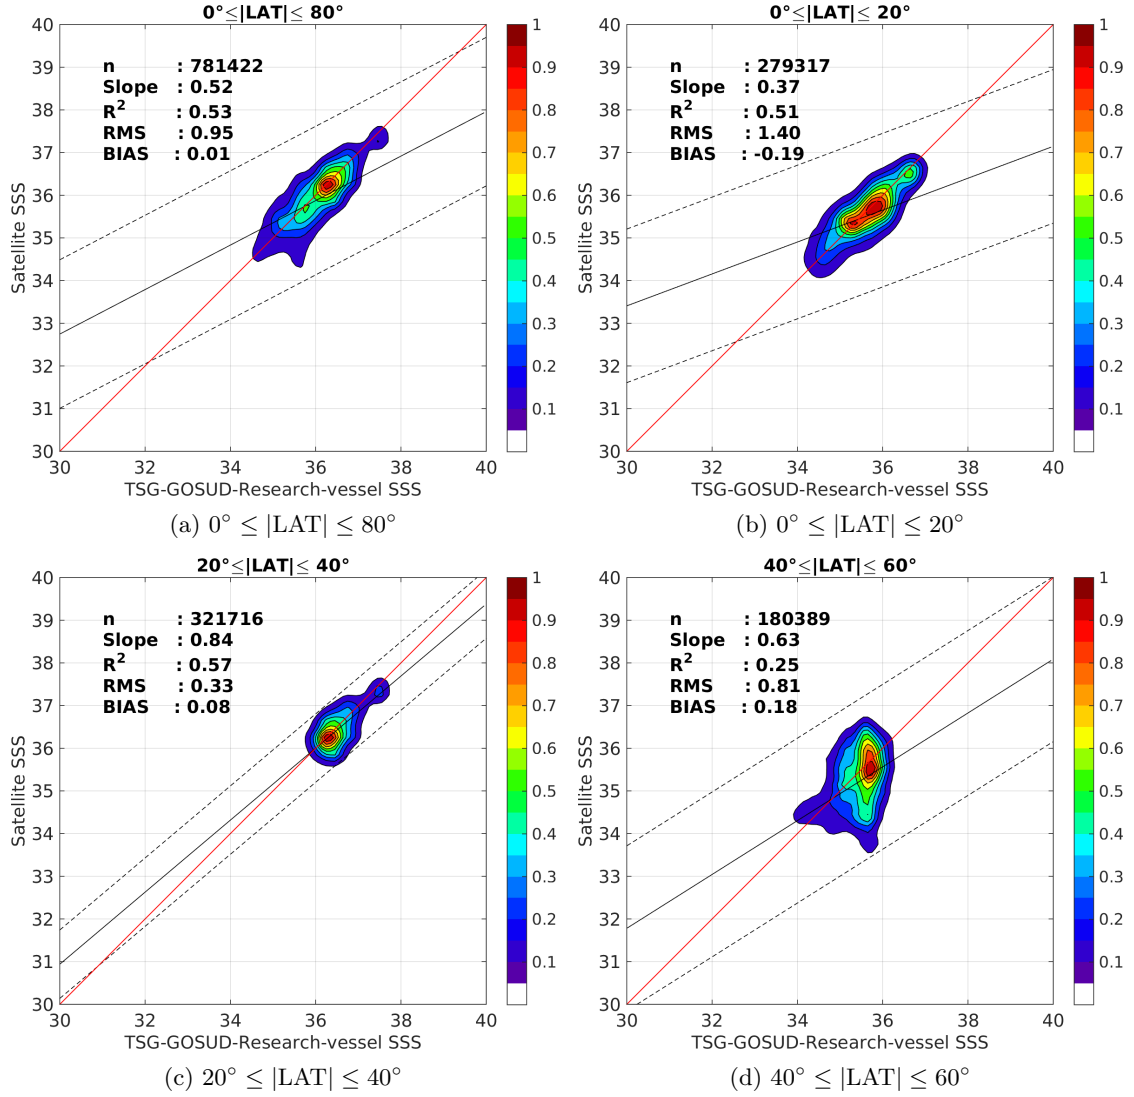 0°≤|LAT|≤ 80°
n : 781422
Slope : 0.52
R² : 0.53
RMS : 0.95
BIAS : 0.01
40
39
38
37
36
35
34
33
32
31
30
30 32 34 36 38 40
Satellite SSS
TSG-GOSUD-Research-vessel SSS
1
0.9
0.8
0.7
0.6
0.5
0.4
0.3
0.2
0.1
(a) 0° ≤ |LAT| ≤ 80°
0°≤|LAT|≤ 20°
n : 279317
Slope : 0.37
R² : 0.51
RMS : 1.40
BIAS : -0.19
40
39
38
37
36
35
34
33
32
31
30
30 32 34 36 38 40
Satellite SSS
TSG-GOSUD-Research-vessel SSS
1
0.9
0.8
0.7
0.6
0.5
0.4
0.3
0.2
0.1
(b) 0° ≤ |LAT| ≤ 20°
20°≤|LAT|≤ 40°
n : 321716
Slope : 0.84
R² : 0.57
RMS : 0.33
BIAS : 0.08
40
39
38
37
36
35
34
33
32
31
30
30 32 34 36 38 40
Satellite SSS
TSG-GOSUD-Research-vessel SSS
1
0.9
0.8
0.7
0.6
0.5
0.4
0.3
0.2
0.1
(c) 20° ≤ |LAT| ≤ 40°
40°≤|LAT|≤ 60°
n : 180389
Slope : 0.63
R² : 0.25
RMS : 0.81
BIAS : 0.18
40
39
38
37
36
35
34
33
32
31
30
30 32 34 36 38 40
Satellite SSS
TSG-GOSUD-Research-vessel SSS
1
0.9
0.8
0.7
0.6
0.5
0.4
0.3
0.2
0.1
(d) 40° ≤ |LAT| ≤ 60°